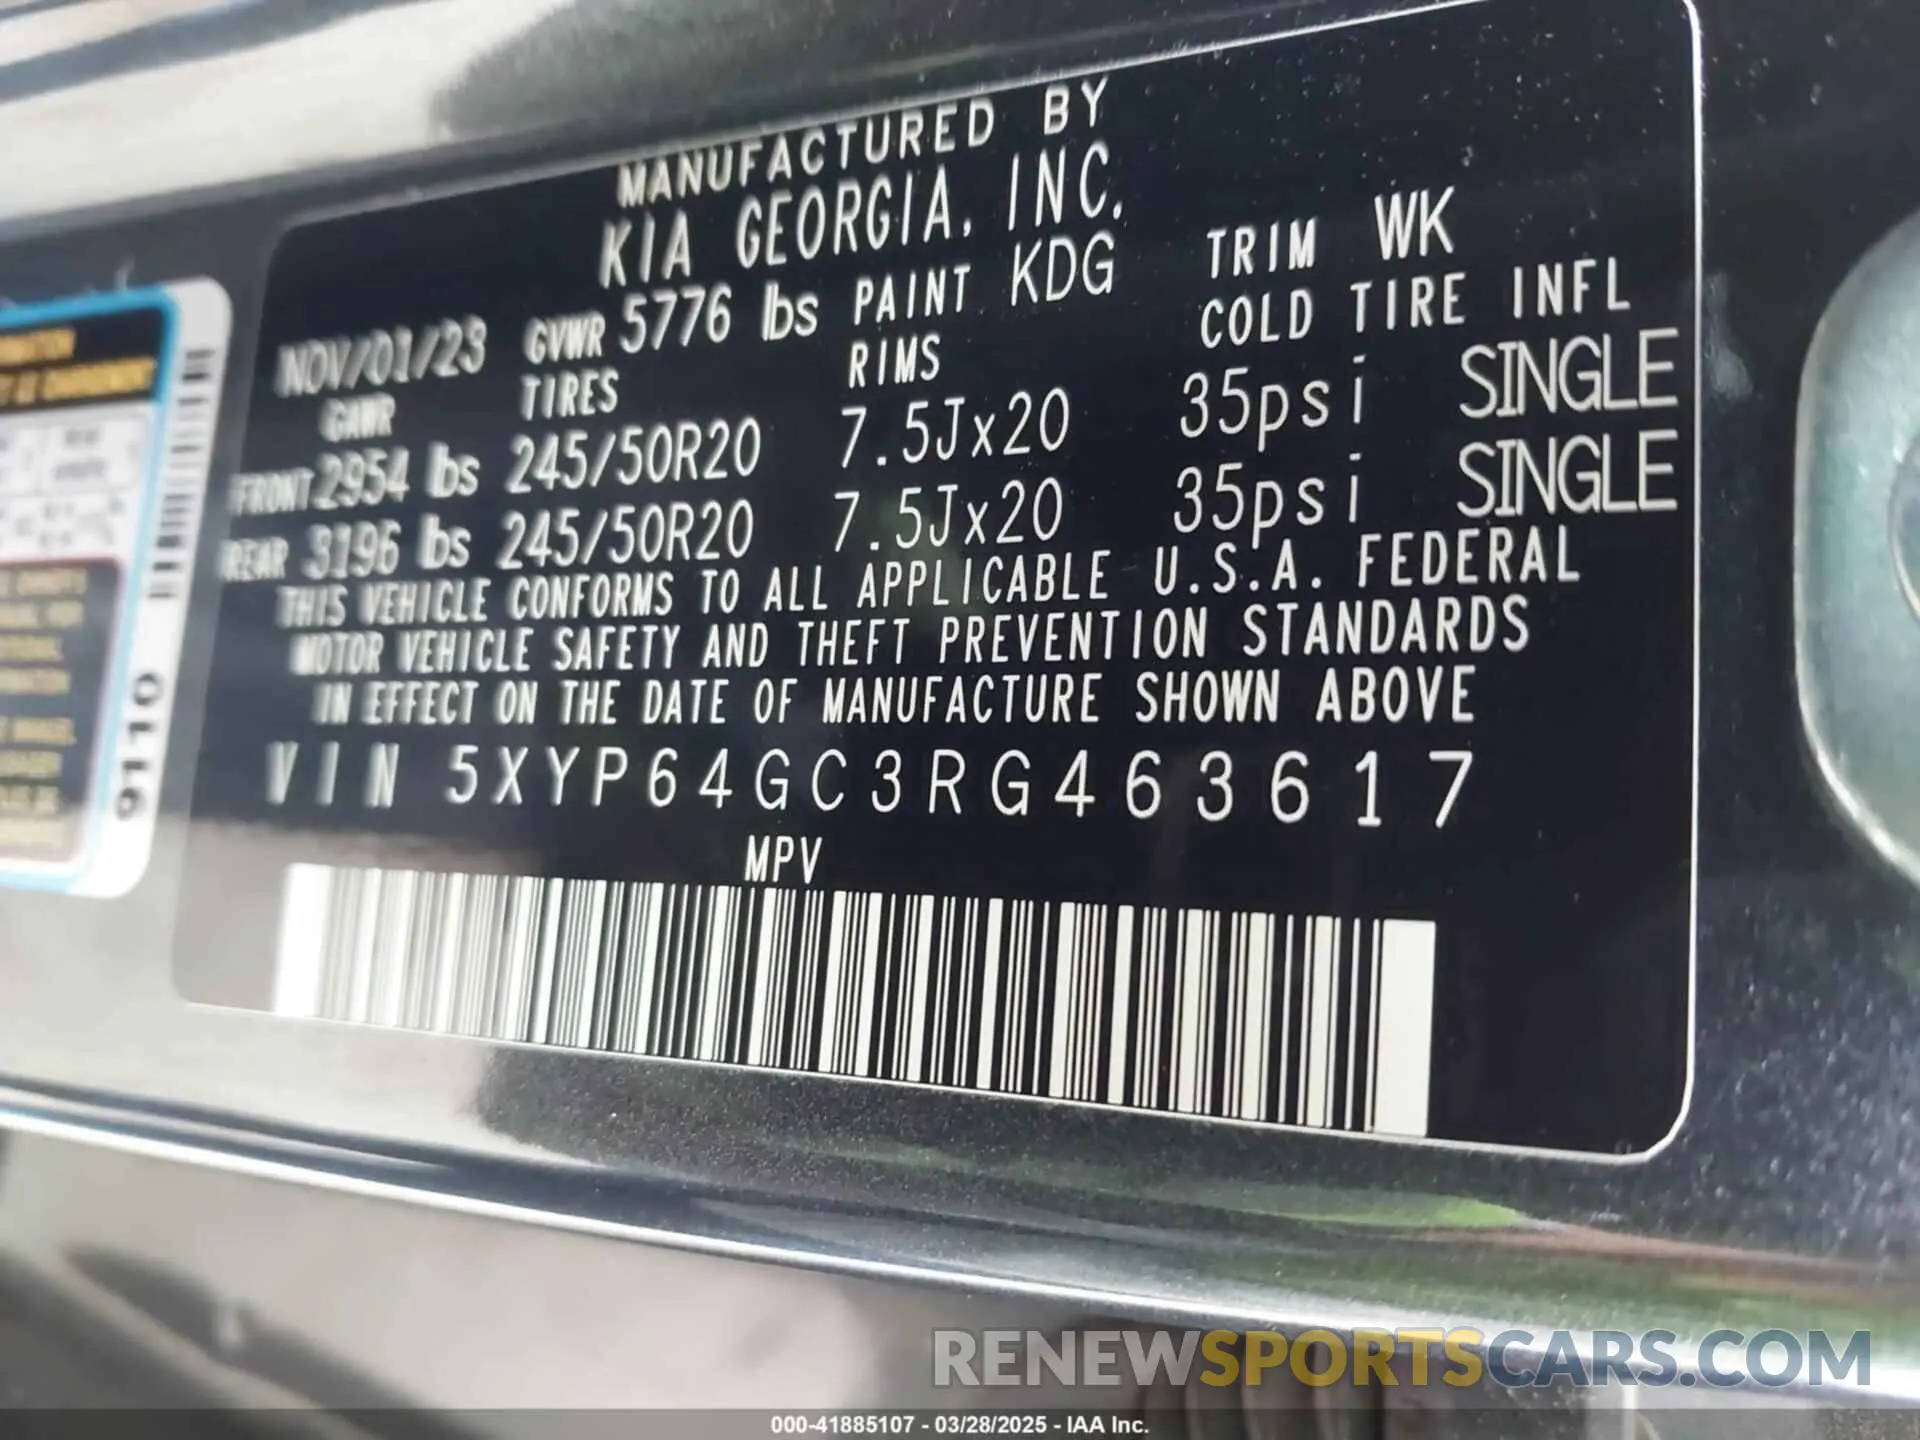 MANUFACTURED BY
KIA GEORGIA, INC.
NOV/01/23 GVWR 5776 lbs PAINT KDG TRIM WK
GAWR TIRES RIMS COLD TIRE INFL
FRONT 2954 lbs 245/50R20 7.5Jx20 35psi SINGLE
REAR 3196 lbs 245/50R20 7.5Jx20 35psi SINGLE
THIS VEHICLE CONFORMS TO ALL APPLICABLE U.S.A. FEDERAL
MOTOR VEHICLE SAFETY AND THEFT PREVENTION STANDARDS
IN EFFECT ON THE DATE OF MANUFACTURE SHOWN ABOVE
VIN 5XYP64GC3RG463617
MPV
9110
RENEWSPORTSCARS.COM
000-41885107 - 03/28/2025 - IAA Inc.